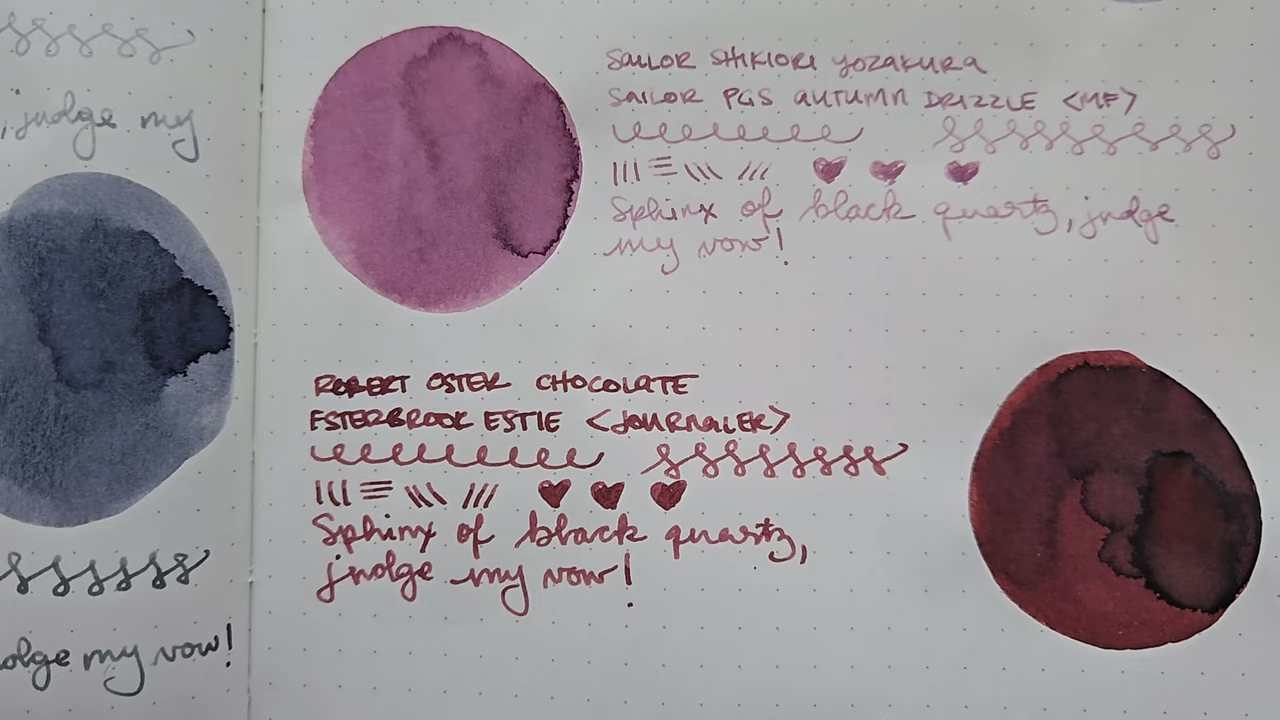 , judge my
judge my vow!
SAILOR SHIKIORI YOZAKURA
SAILOR PGS AUTUMN DRIZZLE <MF>
Sphinx of black quartz, judge
my vow!
ROBERT OSTER CHOCOLATE
ESTERBROOK ESTIE <JOURNALER>
Sphinx of black quartz,
judge my vow!